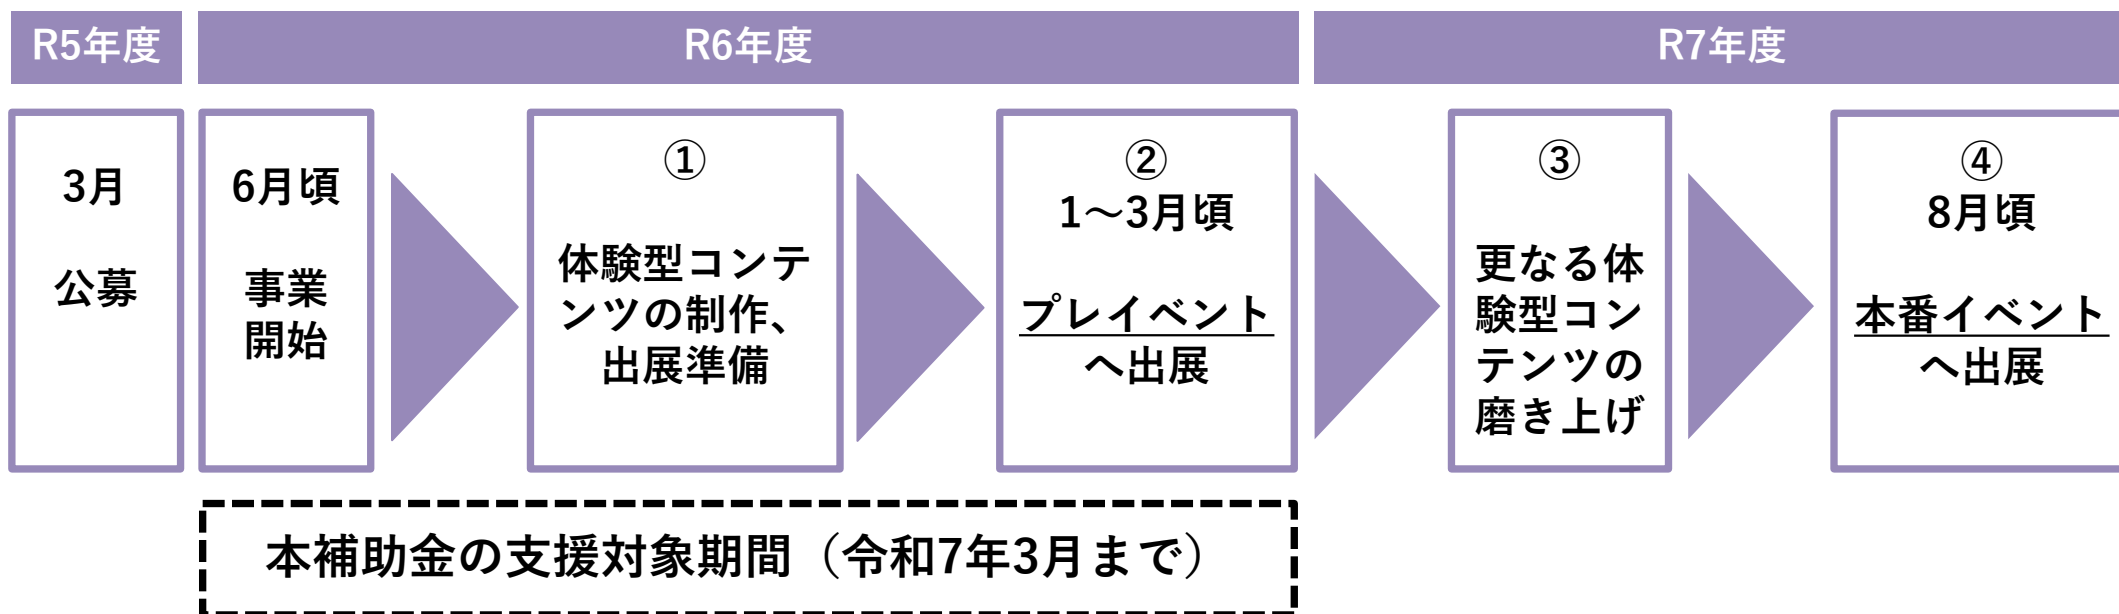 R5年度
R6年度
R7年度
3月
公募
6月頃
事業
開始
①
体験型コンテ
ンツの制作、
出展準備
②
1～3月頃
プレイベント
へ出展
③
更なる体
験型コン
テンツの
磨き上げ
④
8月頃
本番イベント
へ出展
本補助金の支援対象期間（令和7年3月まで）